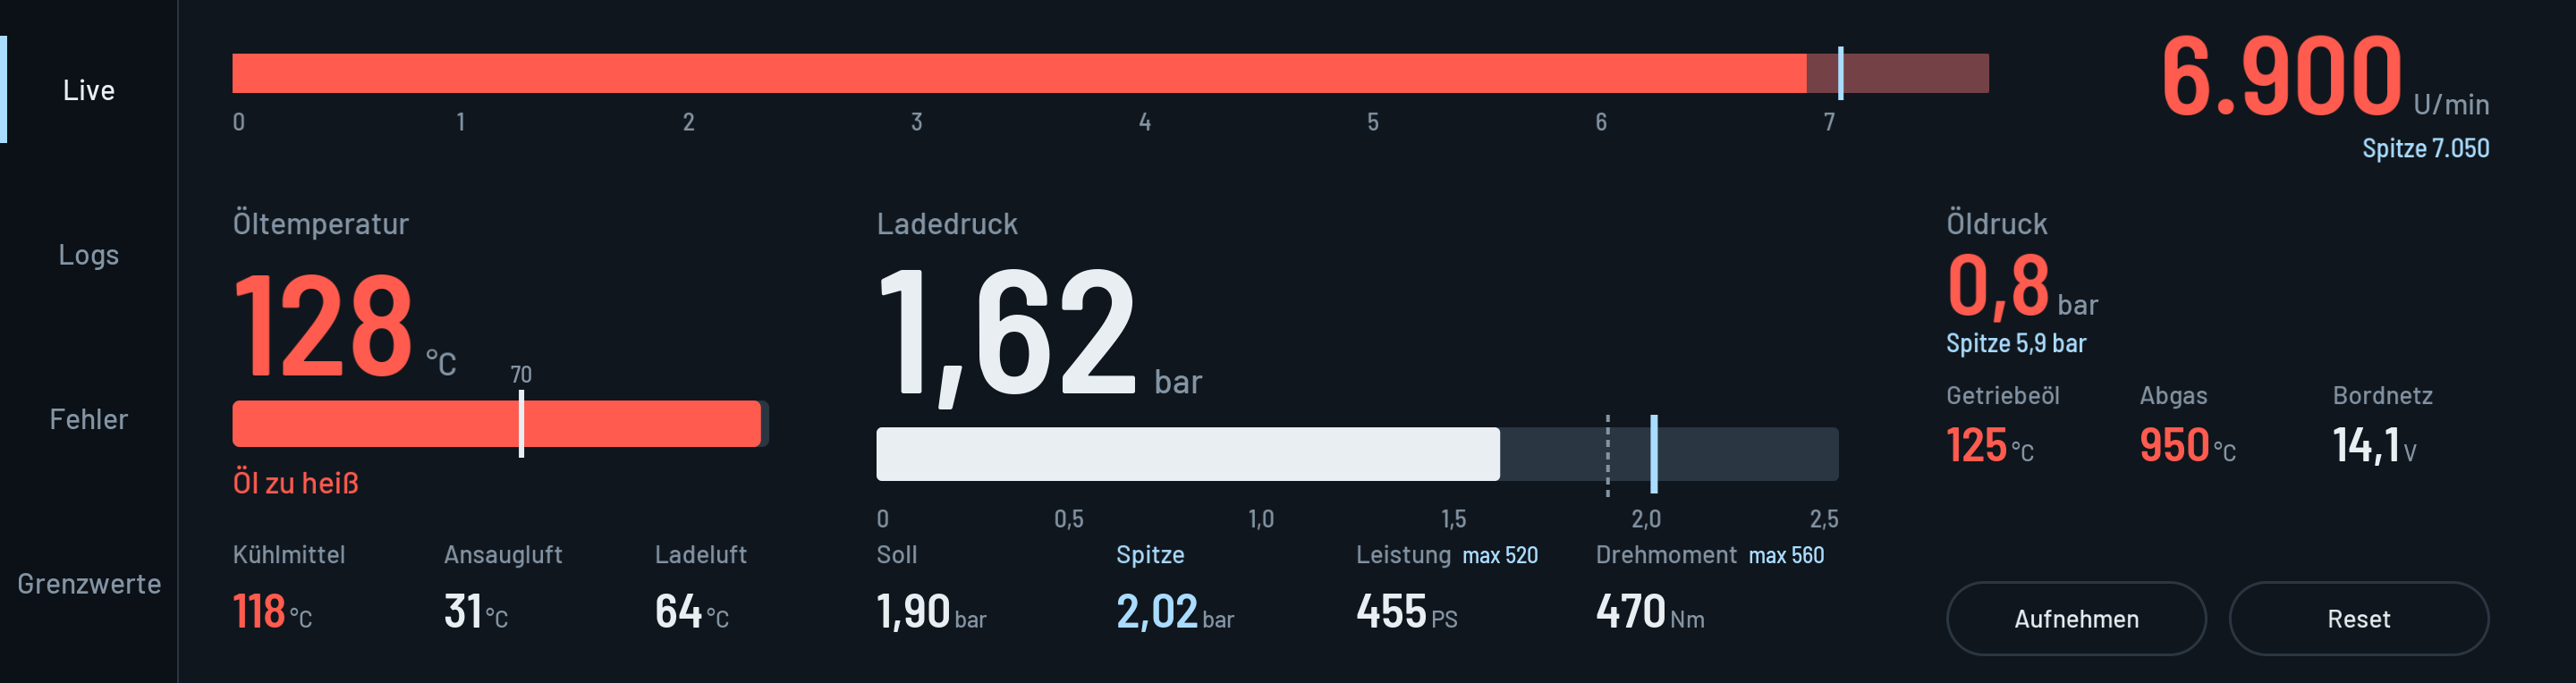 Live
Logs
Fehler
Grenzwerte
0 1 2 3 4 5 6 7
6.900 U/min
Spitze 7.050
Öltemperatur
128 °C
70
Öl zu heiß
Kühlmittel
118 °C
Ansaugluft
31 °C
Ladeluft
64 °C
Ladedruck
1,62 bar
0 0,5 1,0 1,5 2,0 2,5
Soll
1,90 bar
Spitze
2,02 bar
Leistung max 520
455 PS
Drehmoment max 560
470 Nm
Öldruck
0,8 bar
Spitze 5,9 bar
Getriebeöl
125 °C
Abgas
950 °C
Bordnetz
14,1 V
Aufnehmen
Reset